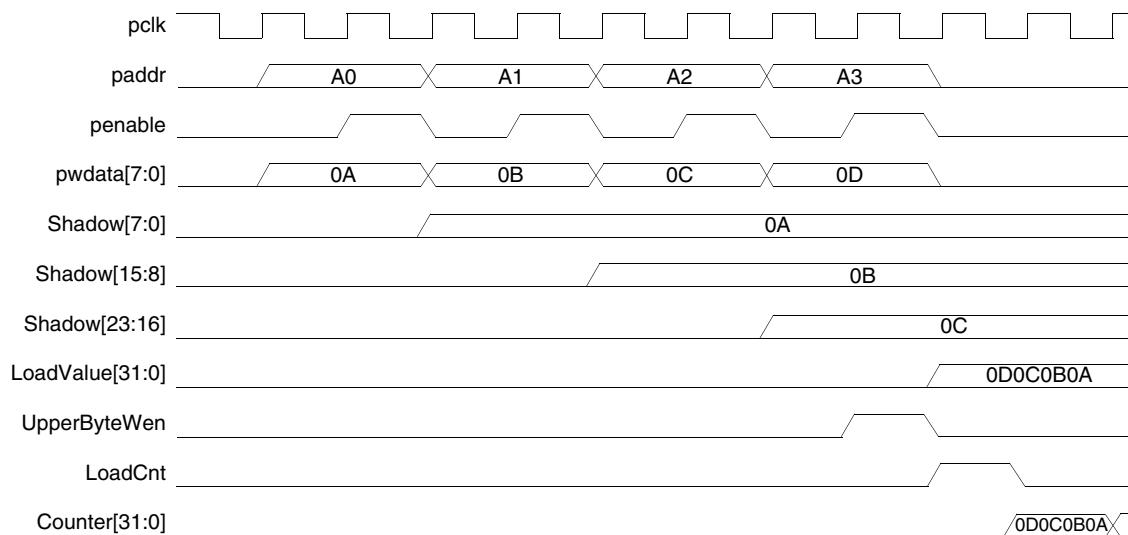 pclk
paddr A0 A1 A2 A3
penable
pwdata[7:0] 0A 0B 0C 0D
Shadow[7:0] 0A
Shadow[15:8] 0B
Shadow[23:16] 0C
LoadValue[31:0] 0D0C0B0A
UpperByteWen
LoadCnt
Counter[31:0] 0D0C0B0A